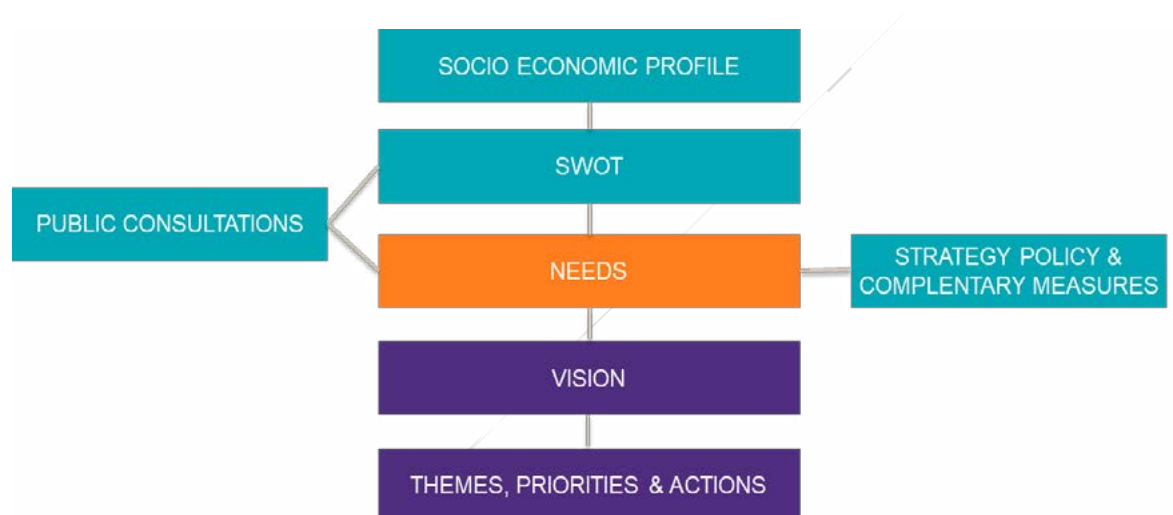 SOCIO ECONOMIC PROFILE
SWOT
PUBLIC CONSULTATIONS
NEEDS
STRATEGY POLICY &
COMPLENTARY MEASURES
VISION
THEMES, PRIORITIES & ACTIONS